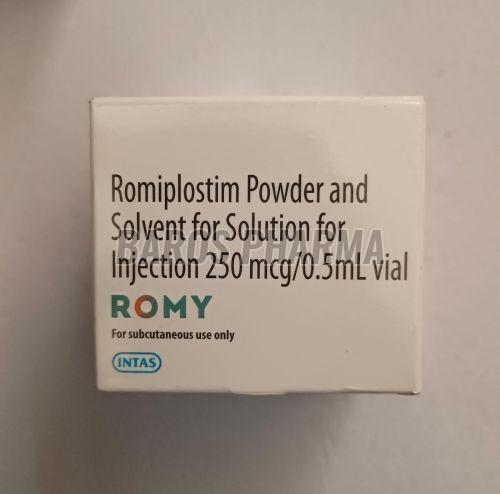 Romiplostim Powder and
Solvent for Solution for
BAROS PHARMA
Injection 250 mcg/0.5mL vial
ROMY
For subcutaneous use only
INTAS